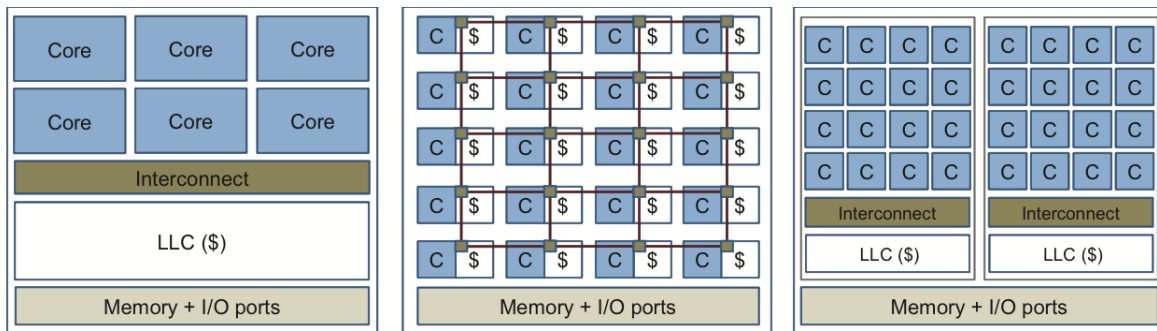 Core Core Core
Core Core Core
Interconnect
LLC ($)
Memory + I/O ports
C $ C $ C $ C $
C $ C $ C $ C $
C $ C $ C $ C $
C $ C $ C $ C $
C $ C $ C $ C $
Memory + I/O ports
C C C C C C C C
C C C C C C C C
C C C C C C C C
C C C C C C C C
Interconnect Interconnect
LLC ($) LLC ($)
Memory + I/O ports